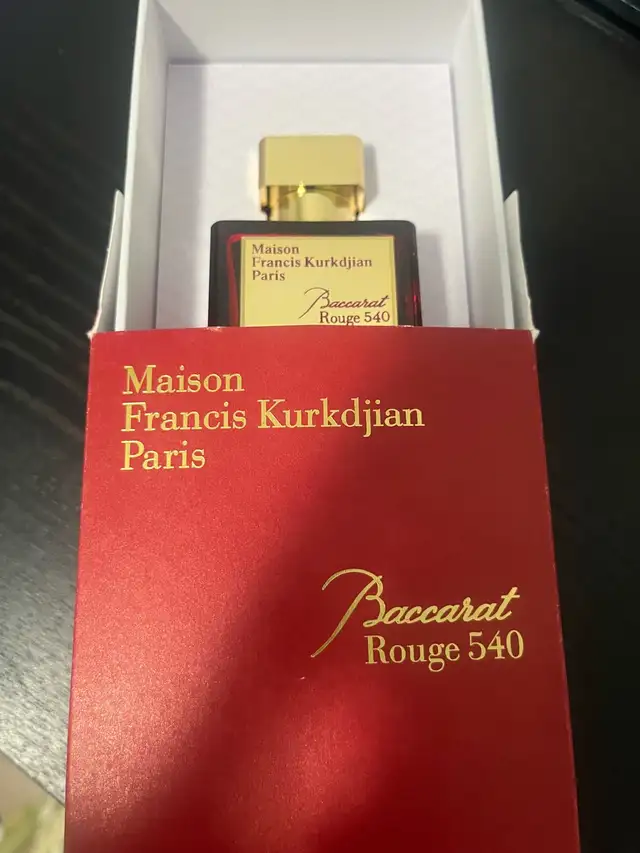 Maison
Francis Kurkdjian
Paris
Baccarat
Rouge 540
Maison
Francis Kurkdjian
Paris
Baccarat
Rouge 540